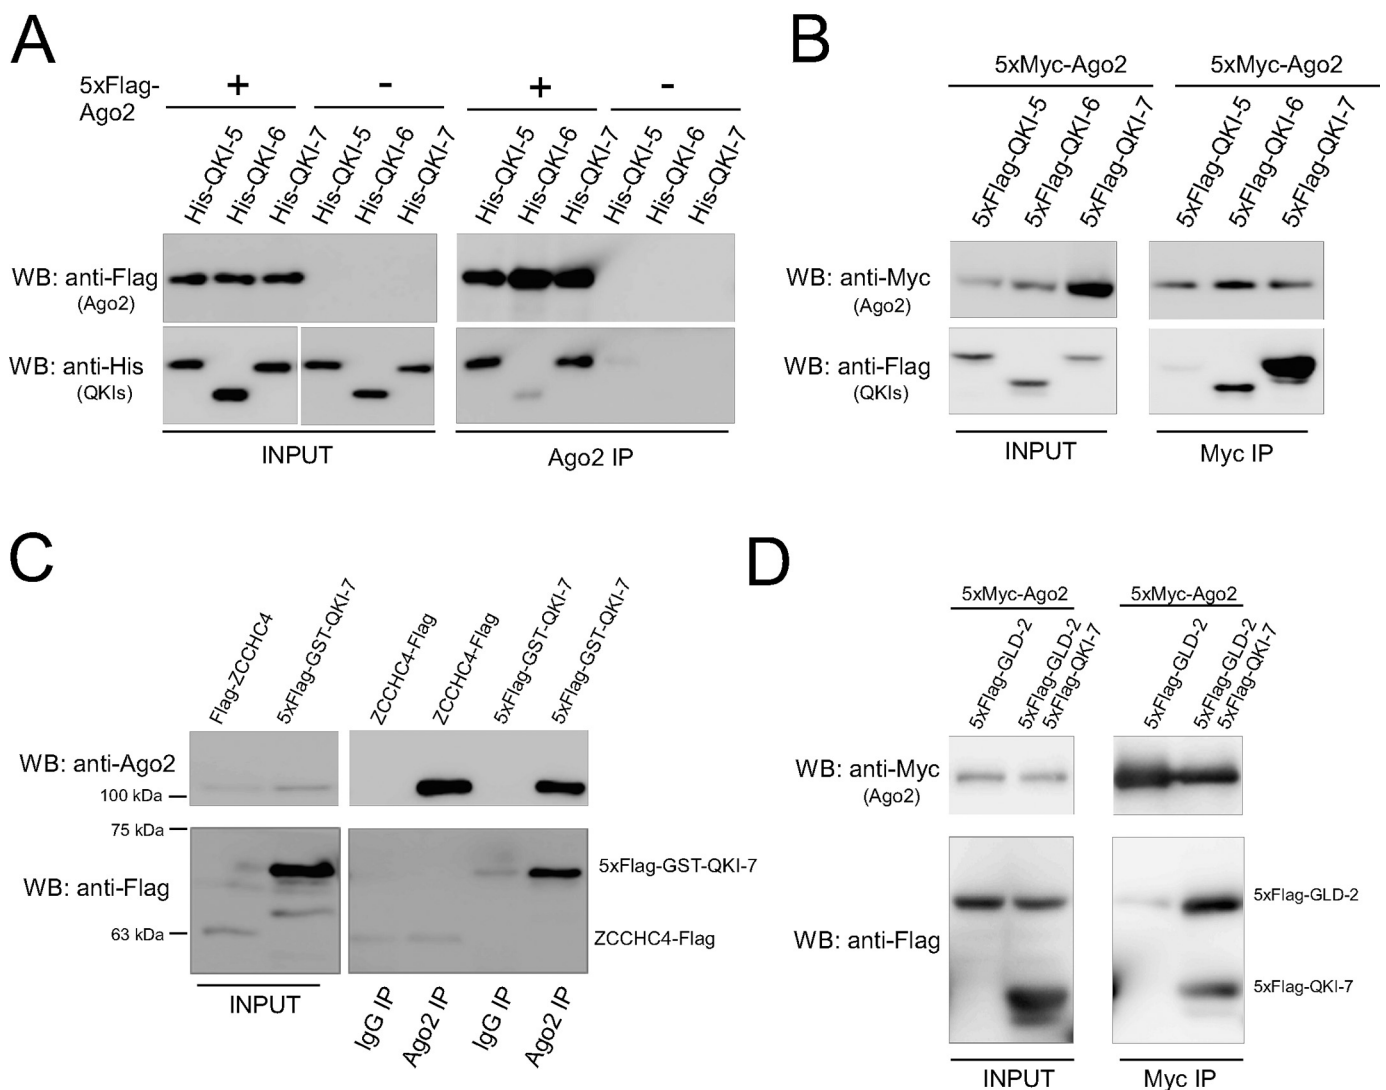 A
5xFlag-
Ago2
+
-
+
-
His-QKI-5
His-QKI-6
His-QKI-7
His-QKI-5
His-QKI-6
His-QKI-7
His-QKI-5
His-QKI-6
His-QKI-7
His-QKI-5
His-QKI-6
His-QKI-7
WB: anti-Flag
(Ago2)
WB: anti-His
(QKIs)
INPUT
Ago2 IP
B
5xMyc-Ago2
5xMyc-Ago2
5xFlag-QKI-5
5xFlag-QKI-6
5xFlag-QKI-7
5xFlag-QKI-5
5xFlag-QKI-6
5xFlag-QKI-7
WB: anti-Myc
(Ago2)
WB: anti-Flag
(QKIs)
INPUT
Myc IP
C
Flag-ZCCHC4
5xFlag-GST-QKI-7
ZCCHC4-Flag
ZCCHC4-Flag
5xFlag-GST-QKI-7
5xFlag-GST-QKI-7
WB: anti-Ago2
100 kDa
75 kDa
WB: anti-Flag
63 kDa
5xFlag-GST-QKI-7
ZCCHC4-Flag
INPUT
IgG IP
Ago2 IP
IgG IP
Ago2 IP
D
5xMyc-Ago2
5xMyc-Ago2
5xFlag-GLD-2
5xFlag-GLD-2
5xFlag-QKI-7
5xFlag-GLD-2
5xFlag-GLD-2
5xFlag-QKI-7
WB: anti-Myc
(Ago2)
WB: anti-Flag
5xFlag-GLD-2
5xFlag-QKI-7
INPUT
Myc IP